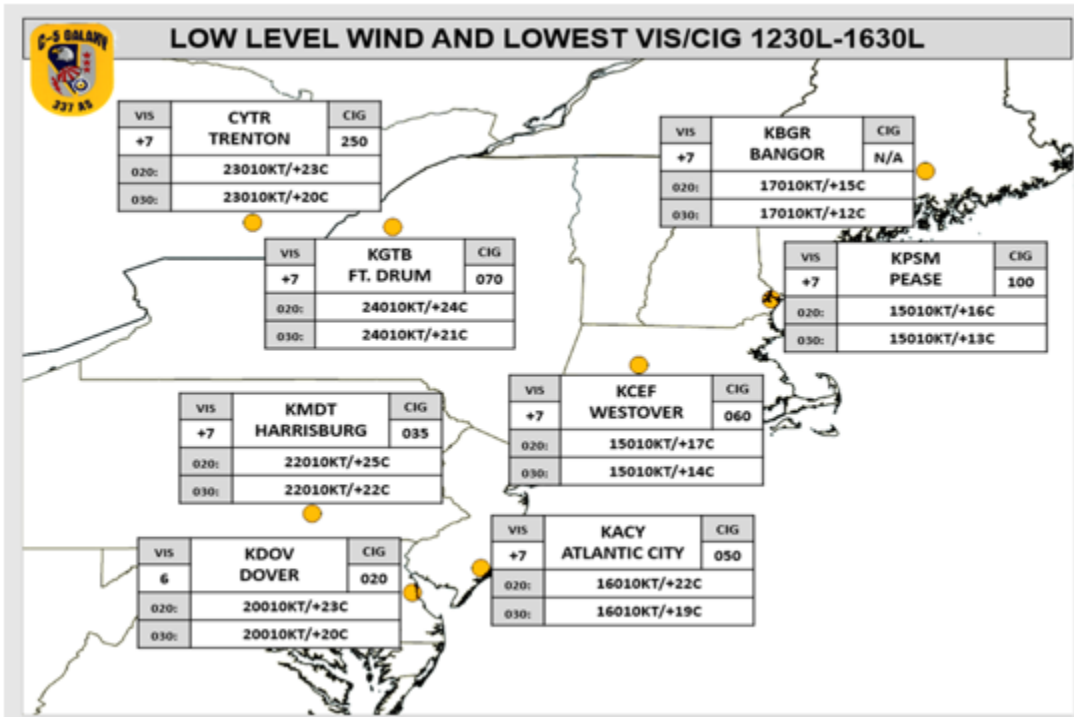 C-5 GALAXY
337 AS
LOW LEVEL WIND AND LOWEST VIS/CIG 1230L-1630L
VIS CYTR CIG
+7 TRENTON 250
020: 23010KT/+23C
030: 23010KT/+20C
VIS KBGR CIG
+7 BANGOR N/A
020: 17010KT/+15C
030: 17010KT/+12C
VIS KGTB CIG
+7 FT. DRUM 070
020: 24010KT/+24C
030: 24010KT/+21C
VIS KPSM CIG
+7 PEASE 100
020: 15010KT/+16C
030: 15010KT/+13C
VIS KMDT CIG
+7 HARRISBURG 035
020: 22010KT/+25C
030: 22010KT/+22C
VIS KCEF CIG
+7 WESTOVER 060
020: 15010KT/+17C
030: 15010KT/+14C
VIS KDOV CIG
6 DOVER 020
020: 20010KT/+23C
030: 20010KT/+20C
VIS KACY CIG
+7 ATLANTIC CITY 050
020: 16010KT/+22C
030: 16010KT/+19C